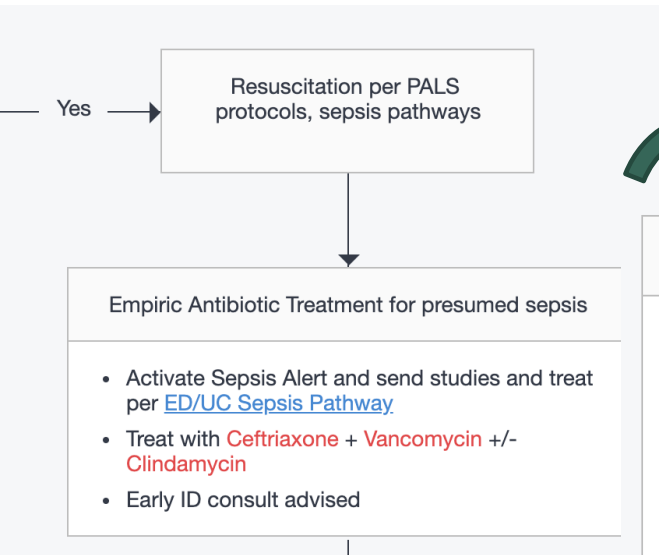 Yes
Resuscitation per PALS
protocols, sepsis pathways
Empiric Antibiotic Treatment for presumed sepsis
• Activate Sepsis Alert and send studies and treat
per ED/UC Sepsis Pathway
• Treat with Ceftriaxone + Vancomycin +/-
Clindamycin
• Early ID consult advised